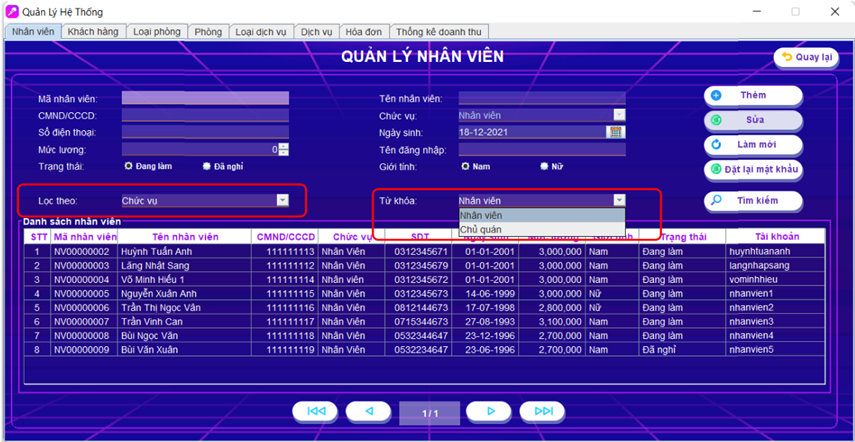 Quản Lý Hệ Thống
Nhân viên Khách hàng Loại phòng Phòng Loại dịch vụ Dịch vụ Hóa đơn Thống kê doanh thu
QUẢN LÝ NHÂN VIÊN
Quay lại
Mã nhân viên: Tên nhân viên: Thêm
CMND/CCCD: Chức vụ: Nhân viên Sửa
Số điện thoại: Ngày sinh: 18-12-2021
Mức lương: 0 Tên đăng nhập: Làm mới
Trạng thái: Đang làm Đã nghỉ Giới tính: Nam Nữ Đặt lại mật khẩu
Lọc theo: Chức vụ Từ khóa: Nhân viên Tìm kiếm
Nhân viên
Chủ quán
Danh sách nhân viên
STT Mã nhân viên Tên nhân viên CMND/CCCD Chức vụ SDT Ngày sinh Trạng thái Tài khoản
1 NV00000002 Huỳnh Tuấn Anh 111111113 Nhân Viên 0312345671 01-01-2001 3,000,000 Nam Đang làm huynhtuananh
2 NV00000003 Lăng Nhật Sang 111111112 Nhân Viên 0312345679 01-01-2001 3,000,000 Nam Đang làm langnhapsang
3 NV00000004 Võ Minh Hiếu 1 111111114 Nhân Viên 0312345674 01-01-2001 3,000,000 Nam Đang làm vominhhieu
4 NV00000005 Nguyễn Xuân Anh 111111115 Nhân Viên 0312345673 14-06-1999 3,000,000 Nữ Đang làm nhanvien1
5 NV00000006 Trần Thị Ngọc Vân 111111116 Nhân Viên 0812144673 17-07-1998 2,800,000 Nữ Đang làm nhanvien2
6 NV00000007 Trần Vinh Can 111111117 Nhân Viên 0715344673 27-08-1993 3,100,000 Nam Đang làm nhanvien3
7 NV00000008 Bùi Ngọc Văn 111111118 Nhân Viên 0532344647 23-12-1996 2,700,000 Nam Đang làm nhanvien4
8 NV00000009 Bùi Văn Xuân 111111119 Nhân Viên 0532234647 23-06-1996 2,700,000 Nam Đã nghỉ nhanvien5
1/1